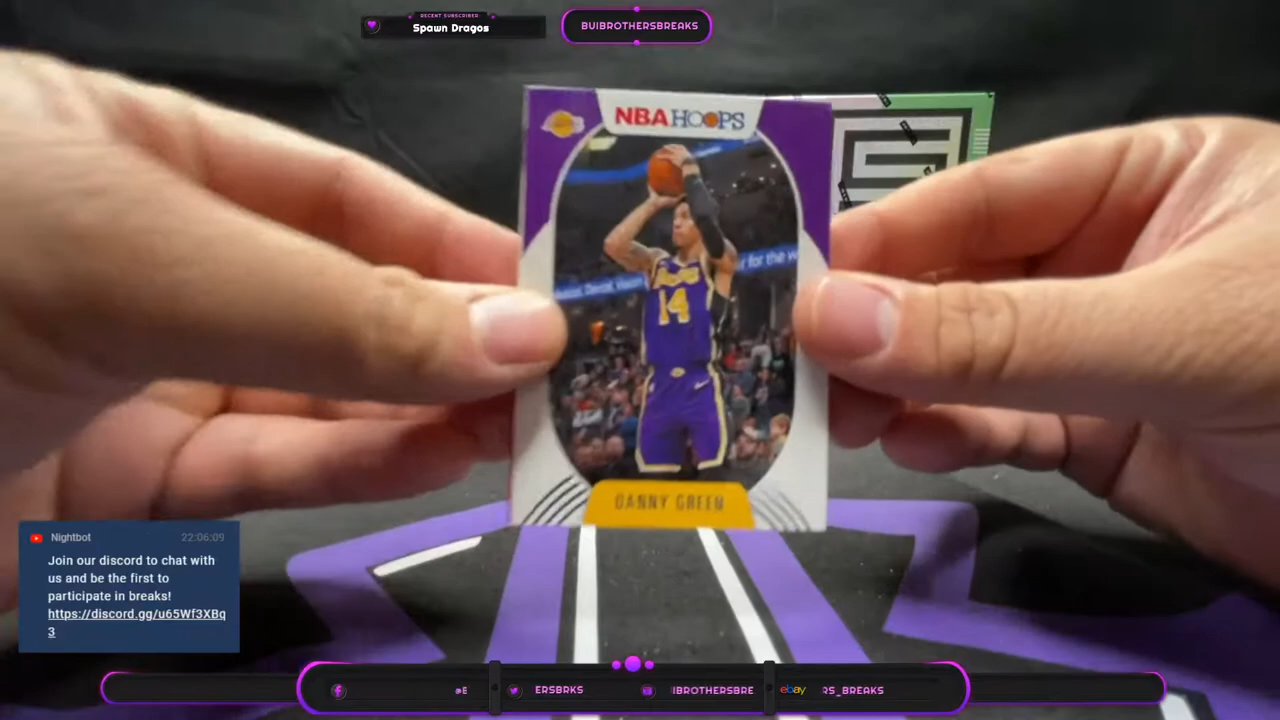 RECENT SUBSCRIBER
Spawn Dragos
BUIBROTHERSBREAKS
NBA HOOPS
y for the w
14
DANNY GREEN
Nightbot 22:06:09
Join our discord to chat with
us and be the first to
participate in breaks!
https://discord.gg/u65Wf3XBq
3
@B
ERSBRKS
IBROTHERSBRE
ebay
RS_BREAKS